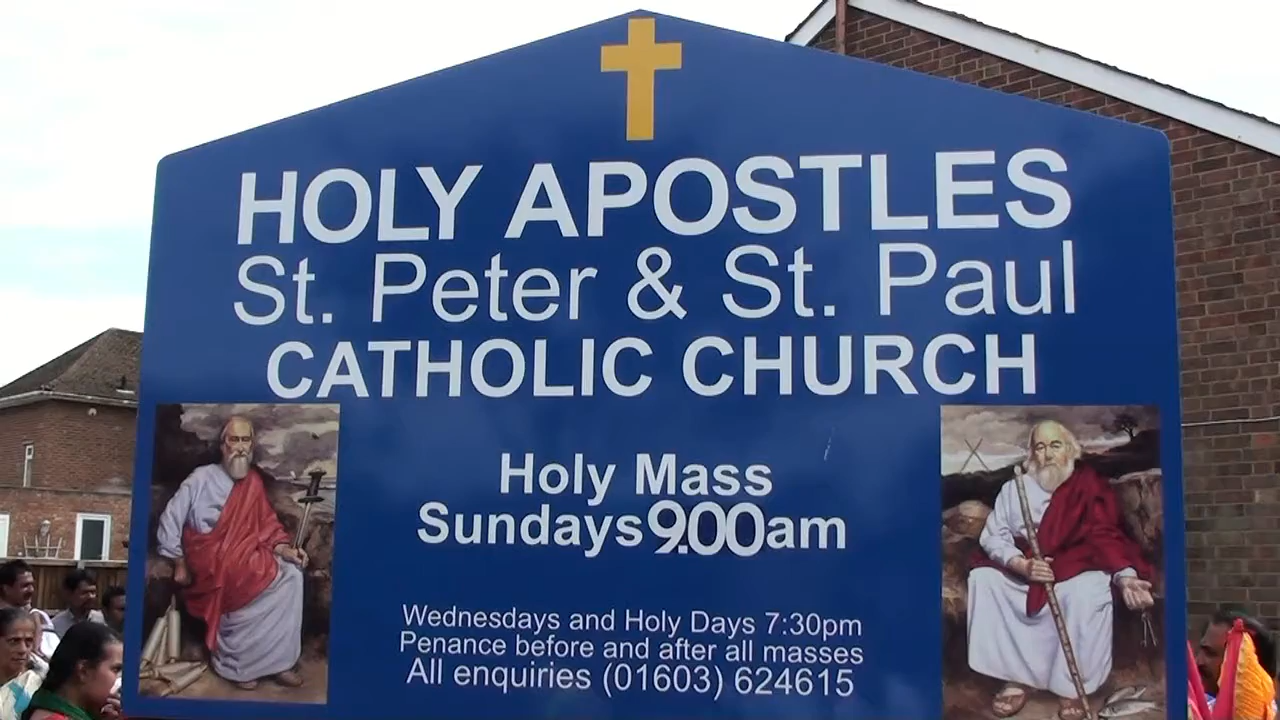 HOLY APOSTLES
St. Peter & St. Paul
CATHOLIC CHURCH
Holy Mass
Sundays 9.00am
Wednesdays and Holy Days 7:30pm
Penance before and after all masses
All enquiries (01603) 624615